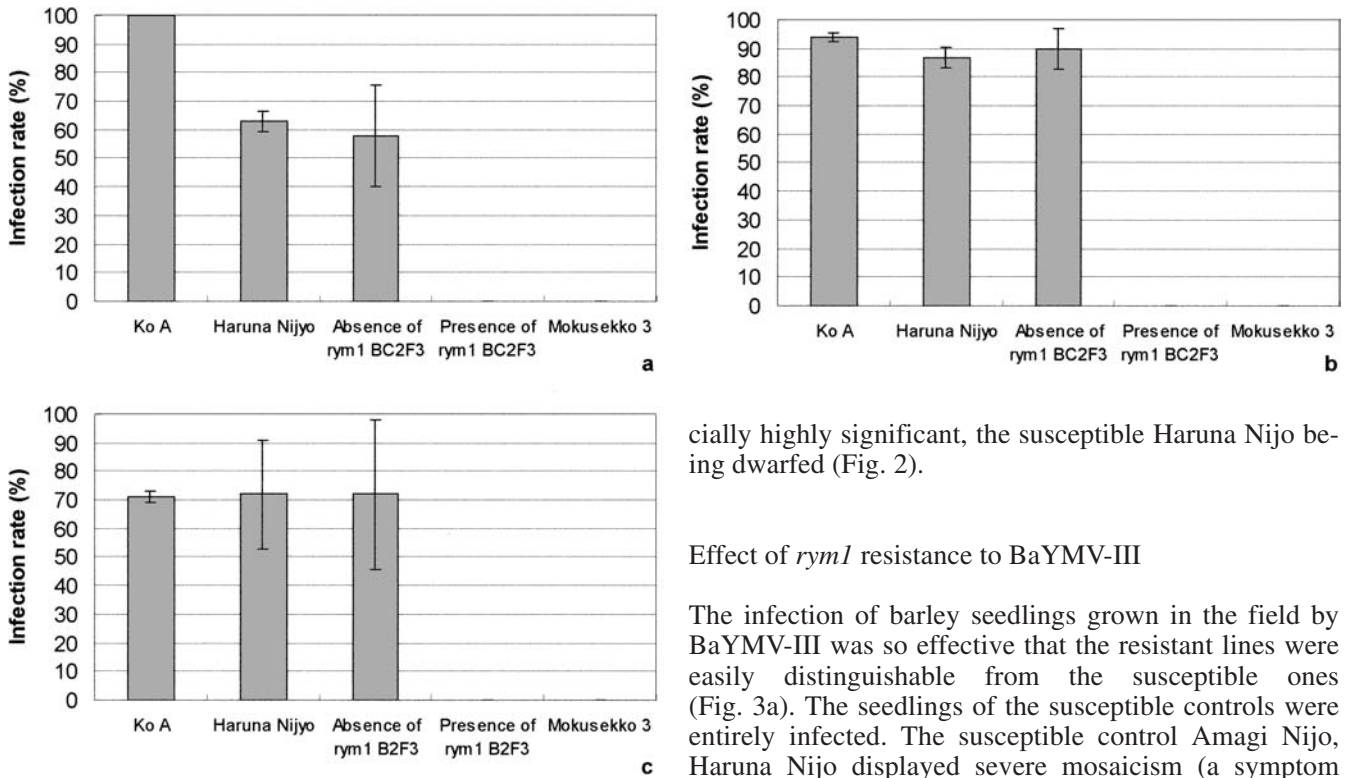 Infection rate (%)
100
90
80
70
60
50
40
30
20
10
0
Ko A
Haruna Nijyo
Absence of
rym1 BC2F3
Presence of
rym1 BC2F3
Mokusekko 3
a
Infection rate (%)
100
90
80
70
60
50
40
30
20
10
0
Ko A
Haruna Nijyo
Absence of
rym1 BC2F3
Presence of
rym1 BC2F3
Mokusekko 3
b
Infection rate (%)
100
90
80
70
60
50
40
30
20
10
0
Ko A
Haruna Nijyo
Absence of
rym1 B2F3
Presence of
rym1 B2F3
Mokusekko 3
c
cially highly significant, the susceptible Haruna Nijo be-
ing dwarfed (Fig. 2).
Effect of rym1 resistance to BaYMV-III
The infection of barley seedlings grown in the field by
BaYMV-III was so effective that the resistant lines were
easily distinguishable from the susceptible ones
(Fig. 3a). The seedlings of the susceptible controls were
entirely infected. The susceptible control Amagi Nijo,
Haruna Nijo displayed severe mosaicism (a symptom